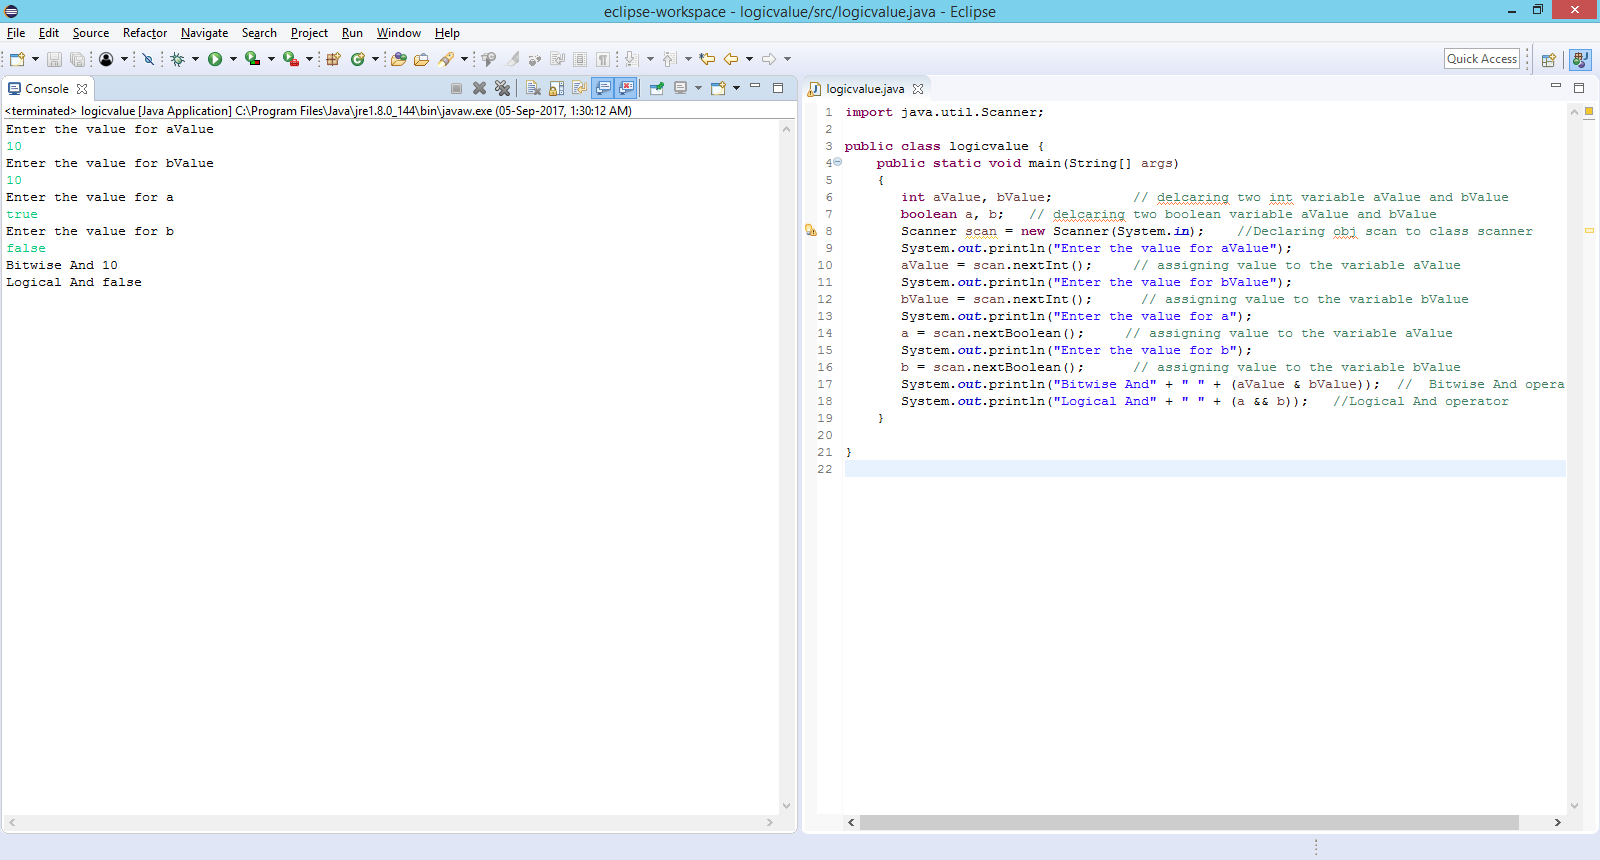 eclipse-workspace - logicvalue/src/logicvalue.java - Eclipse
File Edit Source Refactor Navigate Search Project Run Window Help
Quick Access
Console
<terminated> logicvalue [Java Application] C:\Program Files\Java\jre1.8.0_144\bin\javaw.exe (05-Sep-2017, 1:30:12 AM)
Enter the value for aValue
10
Enter the value for bValue
10
Enter the value for a
true
Enter the value for b
false
Bitwise And 10
Logical And false
logicvalue.java
1 import java.util.Scanner;
2
3 public class logicvalue {
4 public static void main(String[] args)
5 {
6 int aValue, bValue; // delcaring two int variable aValue and bValue
7 boolean a, b; // delcaring two boolean variable aValue and bValue
8 Scanner scan = new Scanner(System.in); //Declaring obj scan to class scanner
9 System.out.println("Enter the value for aValue");
10 aValue = scan.nextInt(); // assigning value to the variable aValue
11 System.out.println("Enter the value for bValue");
12 bValue = scan.nextInt(); // assigning value to the variable bValue
13 System.out.println("Enter the value for a");
14 a = scan.nextBoolean(); // assigning value to the variable aValue
15 System.out.println("Enter the value for b");
16 b = scan.nextBoolean(); // assigning value to the variable bValue
17 System.out.println("Bitwise And" + " " + (aValue & bValue)); // Bitwise And opera
18 System.out.println("Logical And" + " " + (a && b)); //Logical And operator
19 }
20
21 }
22